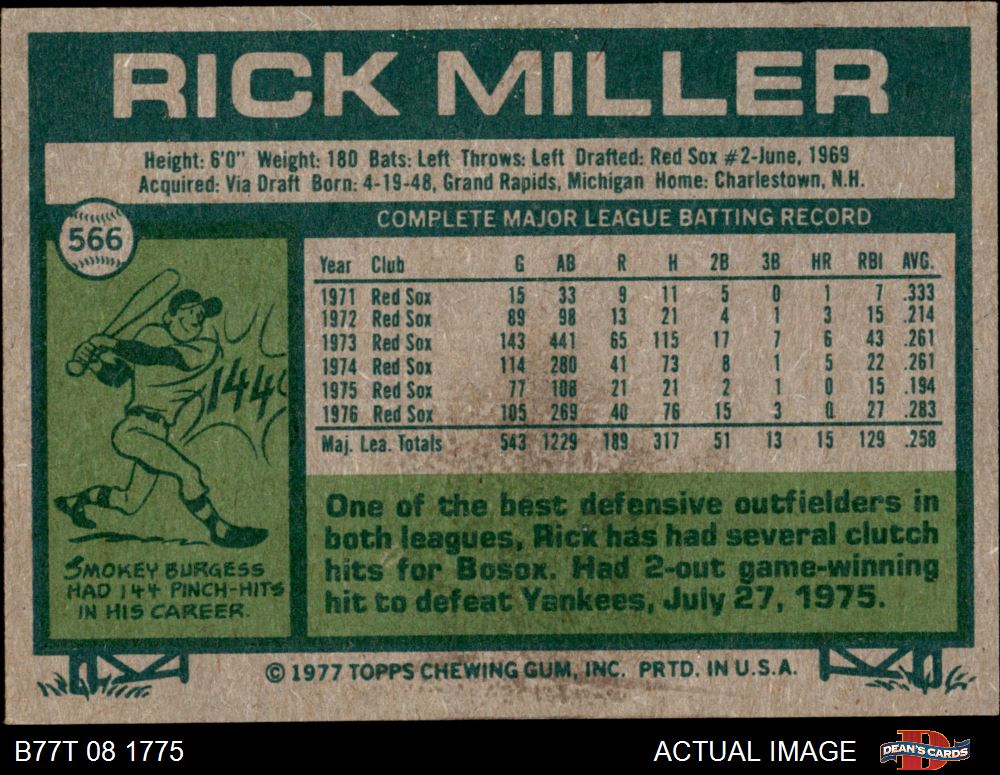 RICK MILLER
Height: 6'0" Weight: 180 Bats: Left Throws: Left Drafted: Red Sox #2-June, 1969
Acquired: Via Draft Born: 4-19-48, Grand Rapids, Michigan Home: Charlestown, N.H.
566
COMPLETE MAJOR LEAGUE BATTING RECORD
Year Club G AB R H 2B 3B HR RBI AVG.
1971 Red Sox 15 33 9 11 5 0 1 7 .333
1972 Red Sox 89 98 13 21 4 1 3 15 .214
1973 Red Sox 143 441 65 115 17 7 6 43 .261
1974 Red Sox 114 280 41 73 8 1 5 22 .261
1975 Red Sox 77 108 21 21 2 1 0 15 .194
1976 Red Sox 105 269 40 76 15 3 0 27 .283
Maj. Lea. Totals 543 1229 189 317 51 13 15 129 .258
144
SMOKEY BURGESS
HAD 144 PINCH-HITS
IN HIS CAREER.
One of the best defensive outfielders in
both leagues, Rick has had several clutch
hits for Bosox. Had 2-out game-winning
hit to defeat Yankees, July 27, 1975.
© 1977 TOPPS CHEWING GUM, INC. PRTD. IN U.S.A.
B77T 08 1775
ACTUAL IMAGE
DEAN'S CARDS